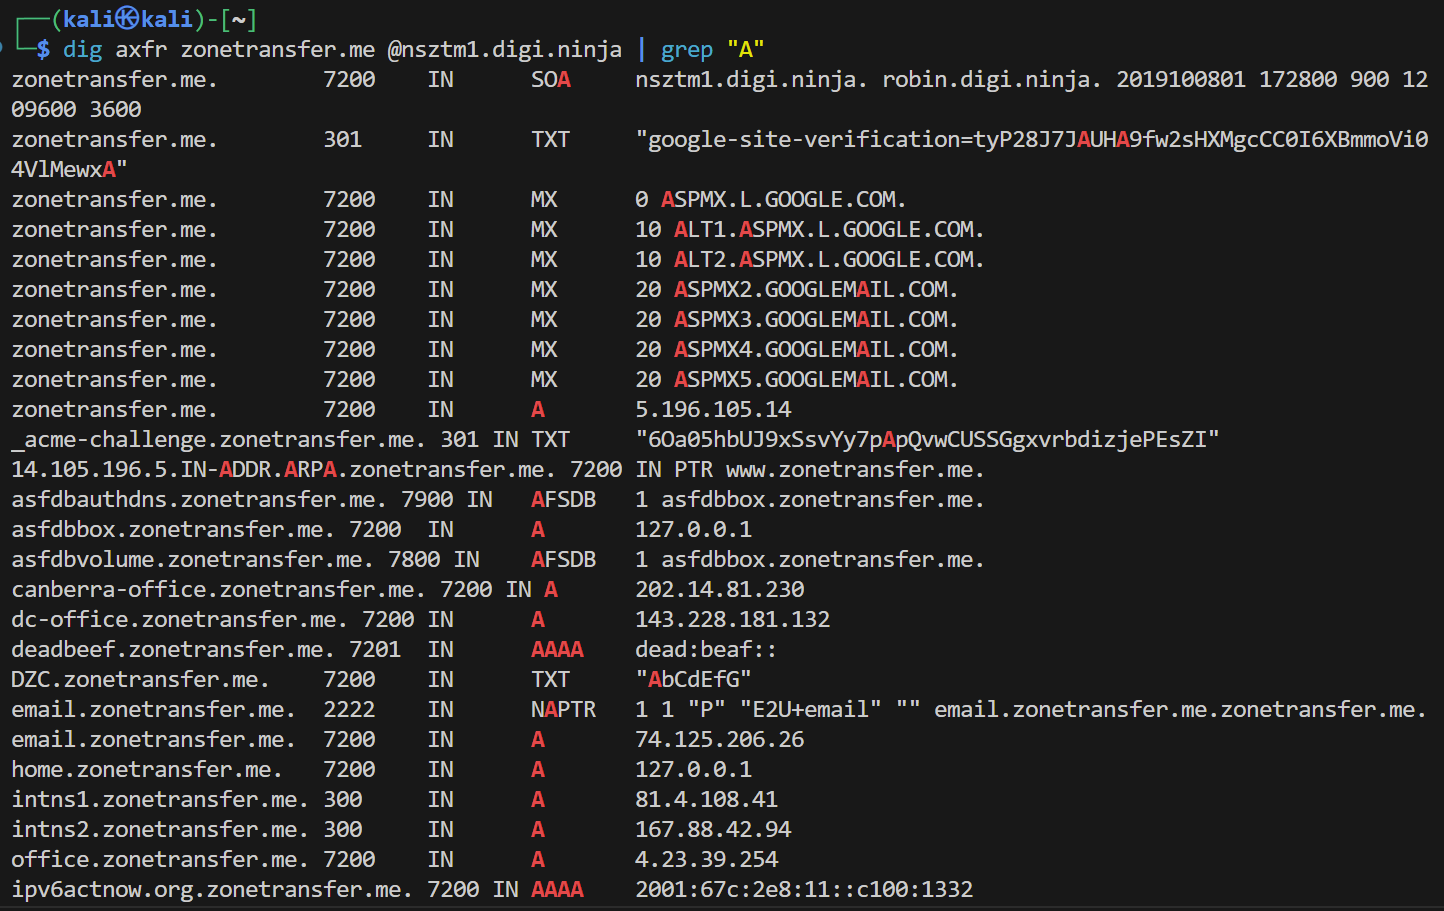 ┌──(kali㉿kali)-[~]
└─$ dig axfr zonetransfer.me @nsztm1.digi.ninja | grep "A"
zonetransfer.me. 7200 IN SOA nsztm1.digi.ninja. robin.digi.ninja. 2019100801 172800 900 12
09600 3600
zonetransfer.me. 301 IN TXT "google-site-verification=tyP28J7JAUHA9fw2sHXMgcCC0I6XBmmoVi0
4VlMewxA"
zonetransfer.me. 7200 IN MX 0 ASPMX.L.GOOGLE.COM.
zonetransfer.me. 7200 IN MX 10 ALT1.ASPMX.L.GOOGLE.COM.
zonetransfer.me. 7200 IN MX 10 ALT2.ASPMX.L.GOOGLE.COM.
zonetransfer.me. 7200 IN MX 20 ASPMX2.GOOGLEMAIL.COM.
zonetransfer.me. 7200 IN MX 20 ASPMX3.GOOGLEMAIL.COM.
zonetransfer.me. 7200 IN MX 20 ASPMX4.GOOGLEMAIL.COM.
zonetransfer.me. 7200 IN MX 20 ASPMX5.GOOGLEMAIL.COM.
zonetransfer.me. 7200 IN A 5.196.105.14
_acme-challenge.zonetransfer.me. 301 IN TXT "6Oa05hbUJ9xSsvYy7pApQvwCUSSGgxvrbdizjePEsZI"
14.105.196.5.IN-ADDR.ARPA.zonetransfer.me. 7200 IN PTR www.zonetransfer.me.
asfdbauthdns.zonetransfer.me. 7900 IN AFSDB 1 asfdbbox.zonetransfer.me.
asfdbbox.zonetransfer.me. 7200 IN A 127.0.0.1
asfdbvolume.zonetransfer.me. 7800 IN AFSDB 1 asfdbbox.zonetransfer.me.
canberra-office.zonetransfer.me. 7200 IN A 202.14.81.230
dc-office.zonetransfer.me. 7200 IN A 143.228.181.132
deadbeef.zonetransfer.me. 7201 IN AAAA dead:beaf::
DZC.zonetransfer.me. 7200 IN TXT "AbCdEfG"
email.zonetransfer.me. 2222 IN NAPTR 1 1 "P" "E2U+email" "" email.zonetransfer.me.zonetransfer.me.
email.zonetransfer.me. 7200 IN A 74.125.206.26
home.zonetransfer.me. 7200 IN A 127.0.0.1
intns1.zonetransfer.me. 300 IN A 81.4.108.41
intns2.zonetransfer.me. 300 IN A 167.88.42.94
office.zonetransfer.me. 7200 IN A 4.23.39.254
ipv6actnow.org.zonetransfer.me. 7200 IN AAAA 2001:67c:2e8:11::c100:1332